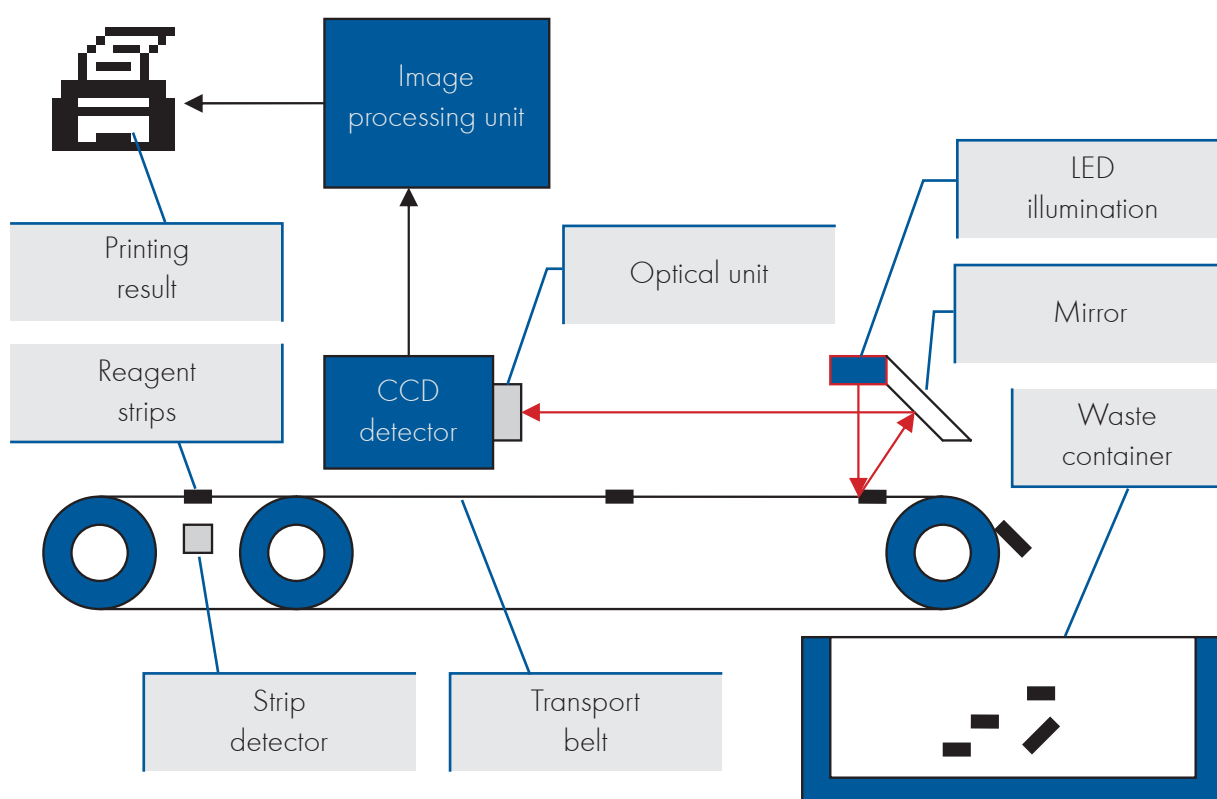 Image
processing unit
LED
illumination
Printing
result
Optical unit
Mirror
Reagent
strips
CCD
detector
Waste
container
Strip
detector
Transport
belt